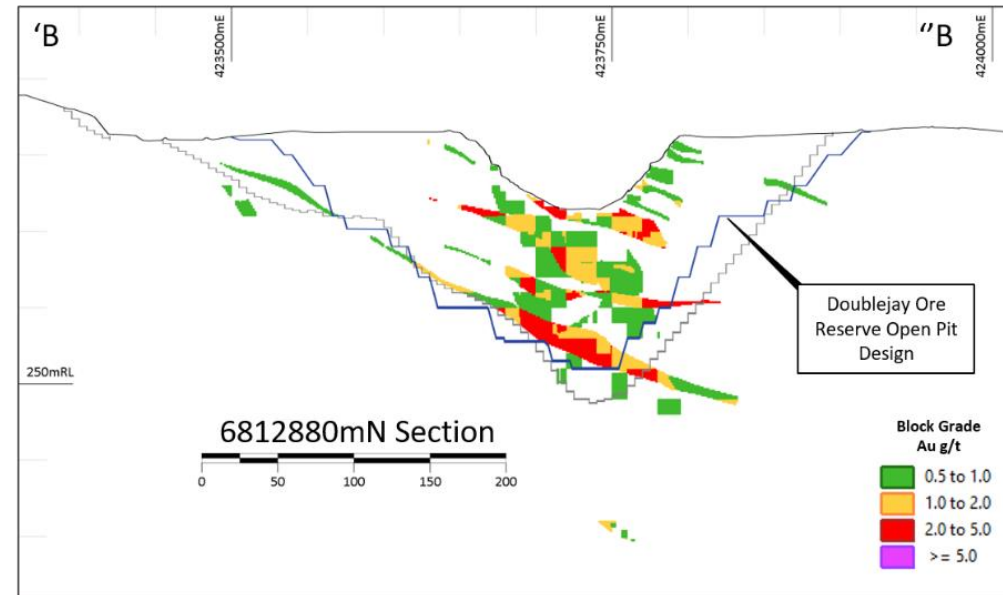 ‘B
423500mE
423750mE
424000mE
“B
Doublejay Ore
Reserve Open Pit
Design
250mRL
6812880mN Section
0 50 100 150 200
Block Grade
Au g/t
0.5 to 1.0
1.0 to 2.0
2.0 to 5.0
>= 5.0